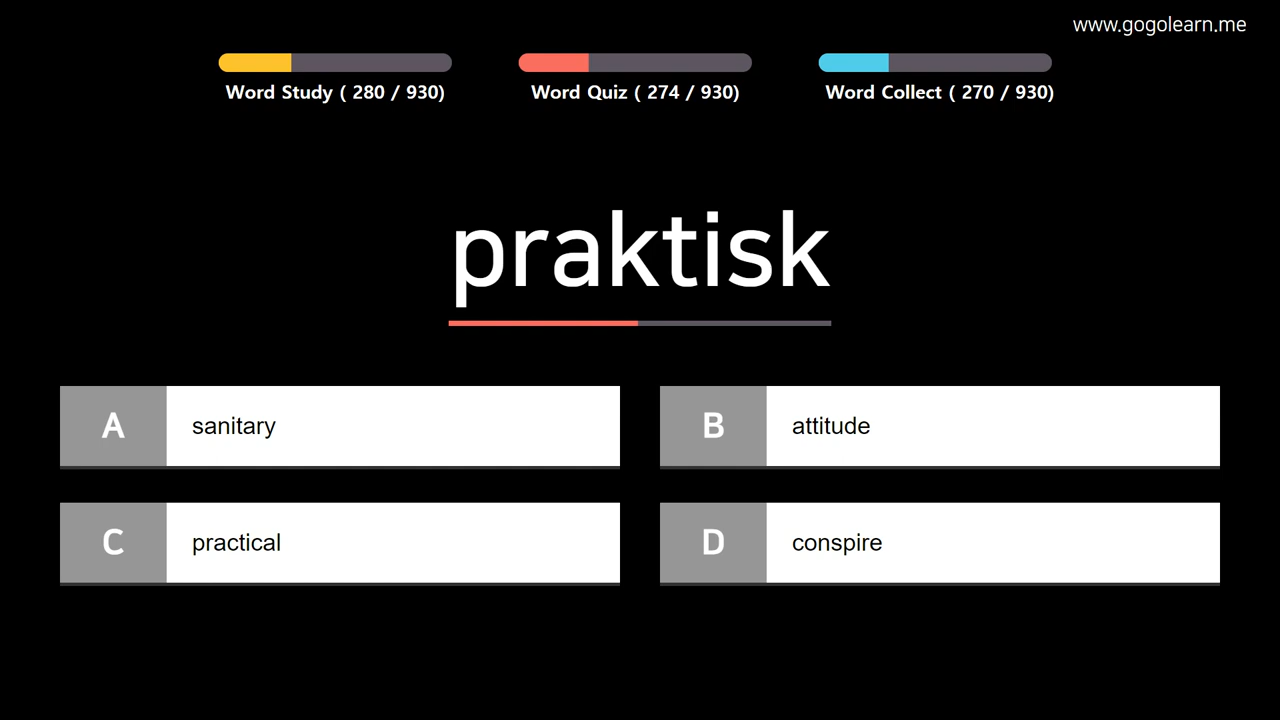 www.gogolearn.me
Word Study ( 280 / 930)
Word Quiz ( 274 / 930)
Word Collect ( 270 / 930)
praktisk
A sanitary
B attitude
C practical
D conspire